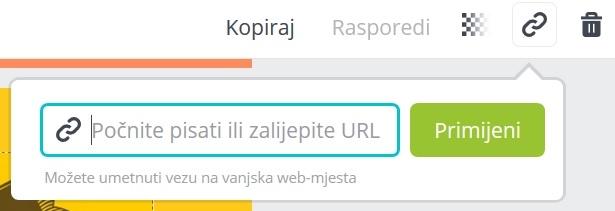 Kopiraj Rasporedi
Počnite pisati ili zalijepite URL Primijeni
Možete umetnuti vezu na vanjska web-mjesta